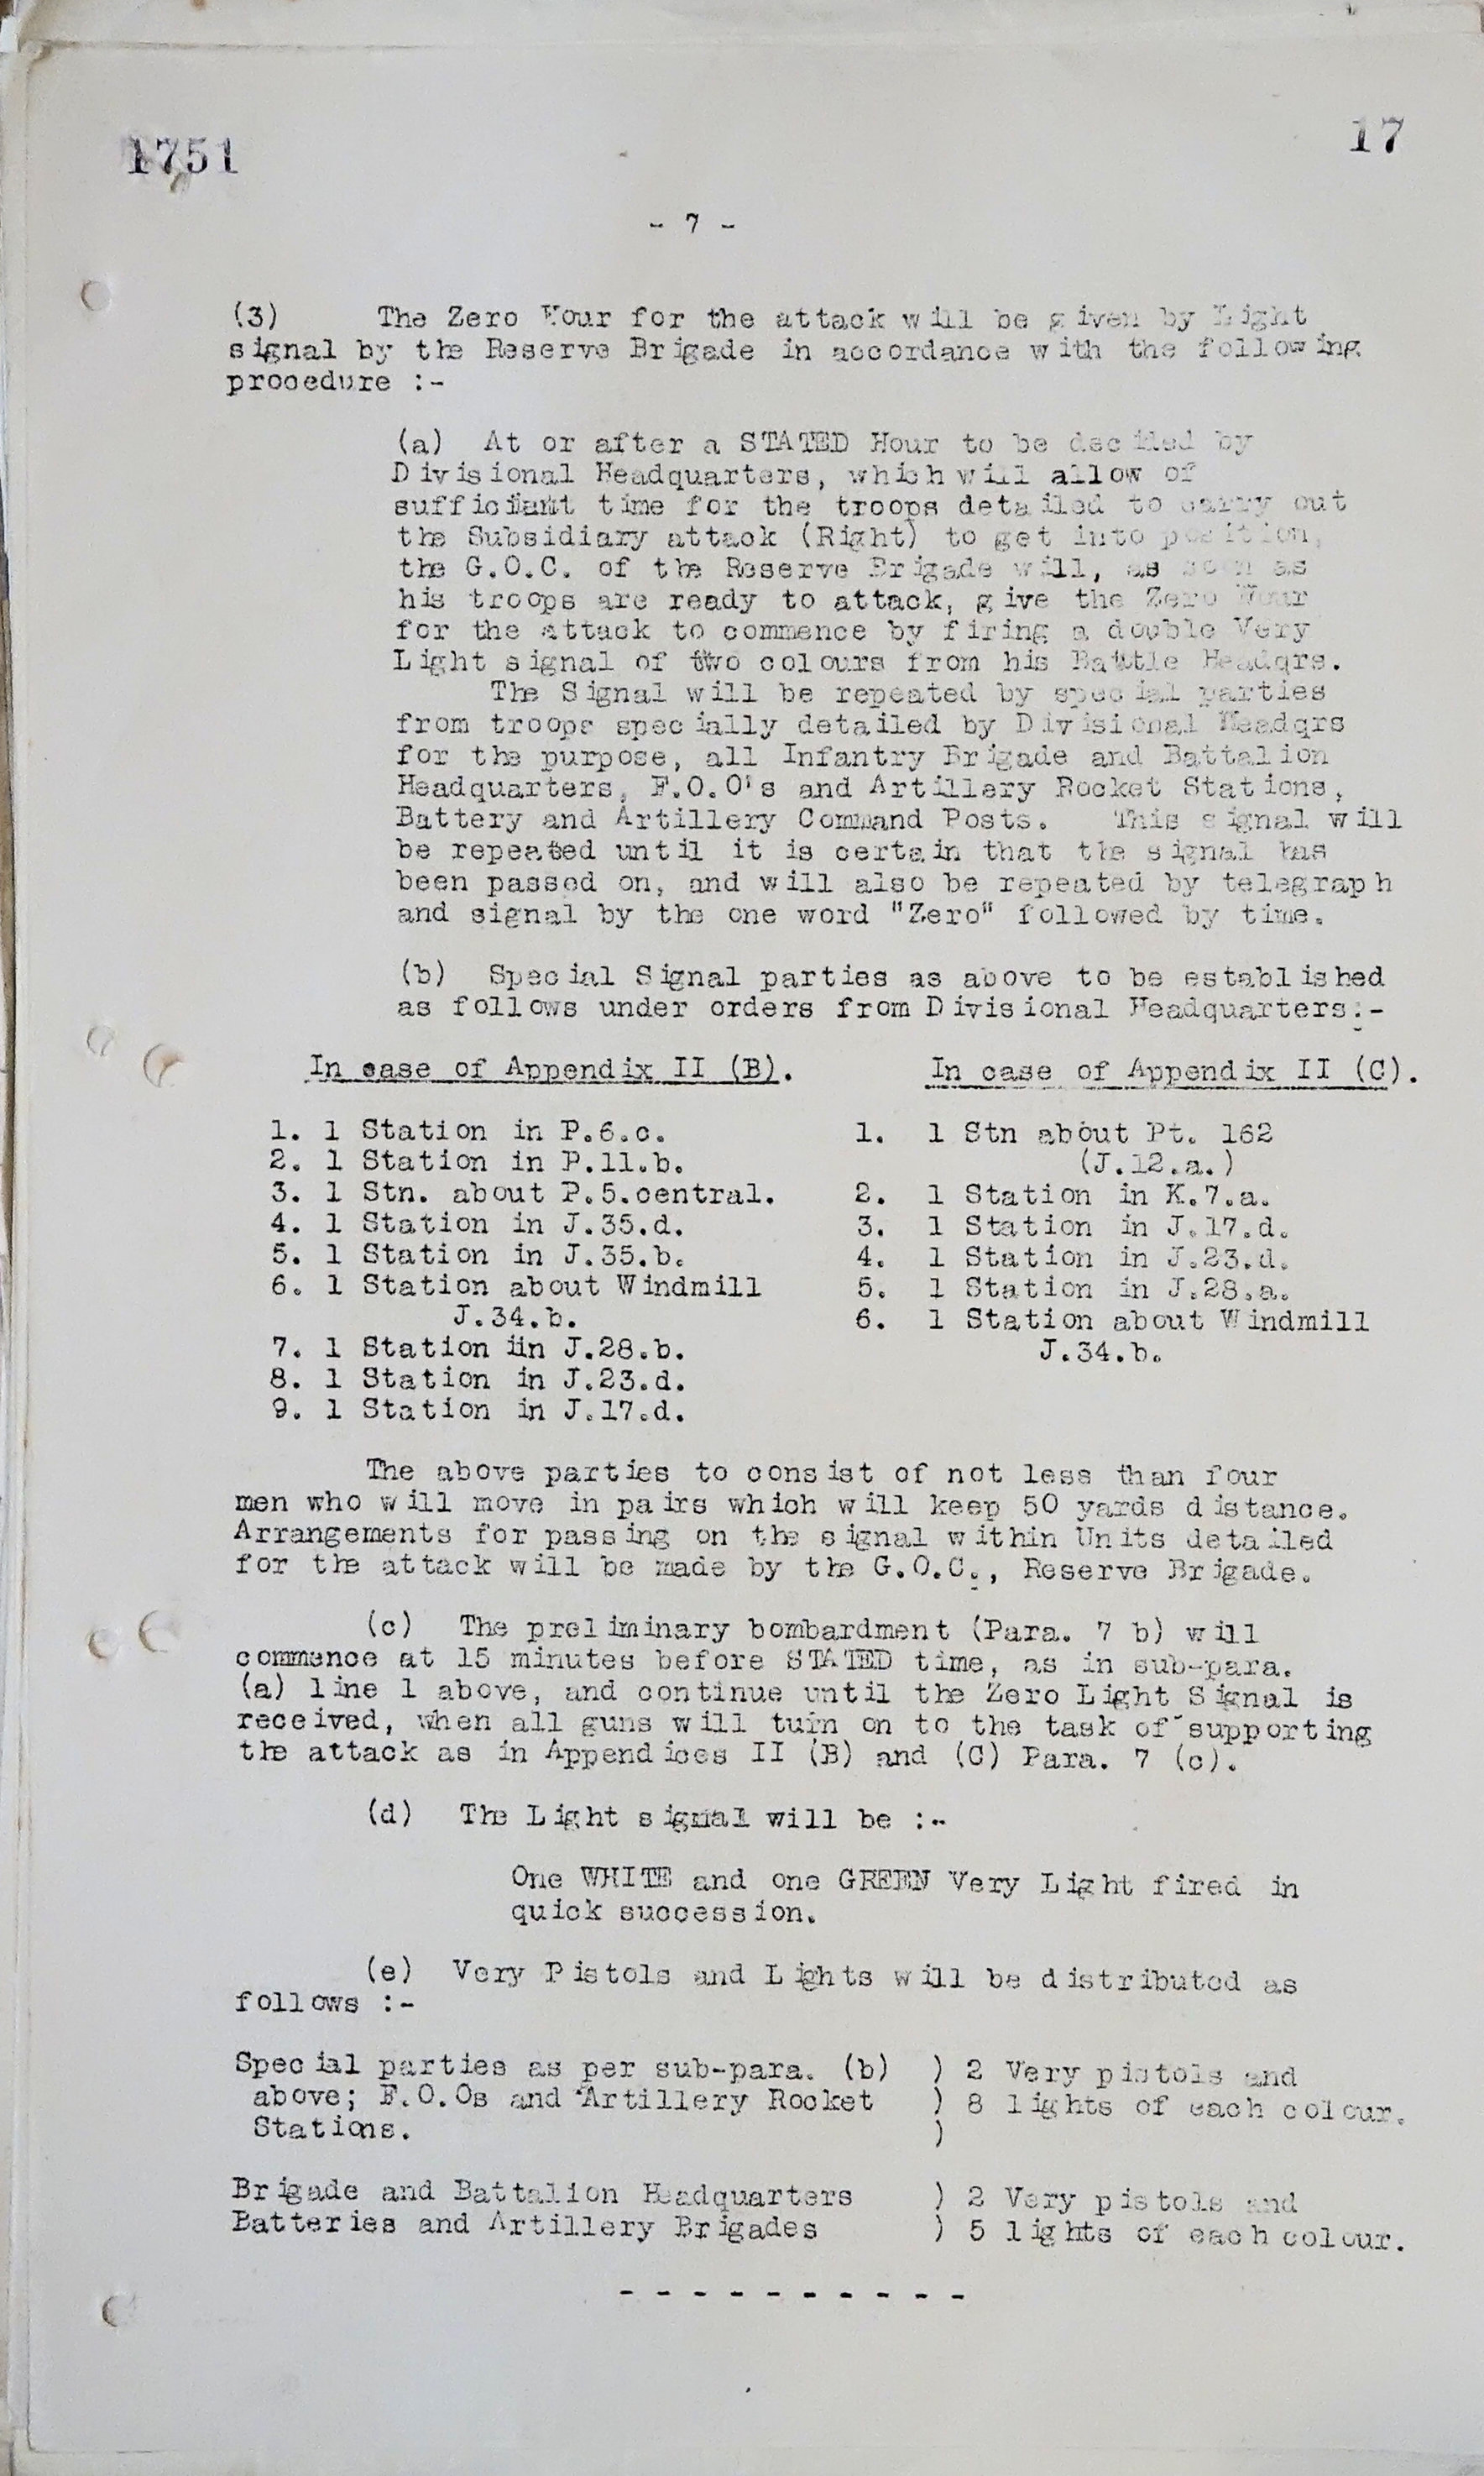 1751
17
- 7 -
(3) The Zero Hour for the attack will be given by Light
signal by the Reserve Brigade in accordance with the following
procedure :-
(a) At or after a STATED Hour to be decided by
Divisional Headquarters, which will allow of
sufficient time for the troops detailed to carry out
the Subsidiary attack (Right) to get into position,
the G.O.C. of the Reserve Brigade will, as soon as
his troops are ready to attack, give the Zero Hour
for the attack to commence by firing a double Very
Light signal of two colours from his Battle Headqrs.
The Signal will be repeated by special parties
from troops specially detailed by Divisional Headqrs
for the purpose, all Infantry Brigade and Battalion
Headquarters, F.O.O's and Artillery Rocket Stations,
Battery and Artillery Command Posts. This signal will
be repeated until it is certain that the signal has
been passed on, and will also be repeated by telegraph
and signal by the one word "Zero" followed by time.
(b) Special Signal parties as above to be established
as follows under orders from Divisional Headquarters:-
In case of Appendix II (B).
1. 1 Station in P.6.c.
2. 1 Station in P.11.b.
3. 1 Stn. about P.5.central.
4. 1 Station in J.35.d.
5. 1 Station in J.35.b.
6. 1 Station about Windmill
J.34.b.
7. 1 Station iin J.28.b.
8. 1 Station in J.23.d.
9. 1 Station in J.17.d.
In case of Appendix II (C).
1. 1 Stn about Pt. 162
(J.12.a.)
2. 1 Station in K.7.a.
3. 1 Station in J.17.d.
4. 1 Station in J.23.d.
5. 1 Station in J.28.a.
6. 1 Station about Windmill
J.34.b.
The above parties to consist of not less than four
men who will move in pairs which will keep 50 yards distance.
Arrangements for passing on the signal within Units detailed
for the attack will be made by the G.O.C., Reserve Brigade.
(c) The preliminary bombardment (Para. 7 b) will
commence at 15 minutes before STATED time, as in sub-para.
(a) line 1 above, and continue until the Zero Light Signal is
received, when all guns will turn on to the task of supporting
the attack as in Appendices II (B) and (C) Para. 7 (c).
(d) The Light signal will be :-
One WHITE and one GREEN Very Light fired in
quick succession.
(e) Very Pistols and Lights will be distributed as
follows :-
Special parties as per sub-para. (b) ) 2 Very pistols and
above; F.O.Os and Artillery Rocket ) 8 lights of each colour.
Stations. )
Brigade and Battalion Headquarters ) 2 Very pistols and
Batteries and Artillery Brigades ) 5 lights of each colour.
- - - - - - - - - -